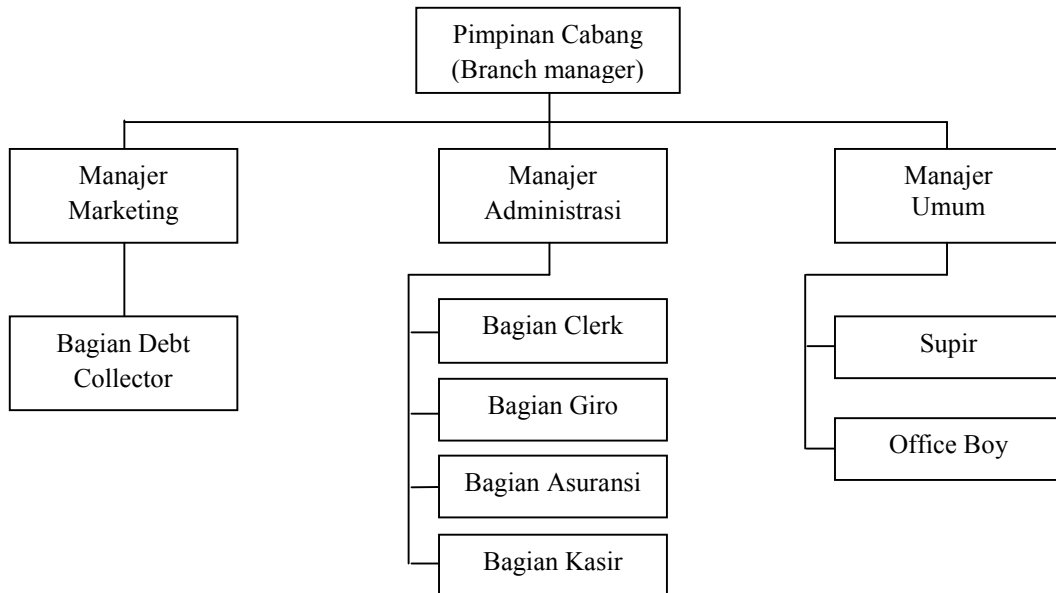 Pimpinan Cabang
(Branch manager)
Manajer
Marketing
Manajer
Administrasi
Manajer
Umum
Bagian Debt
Collector
Bagian Clerk
Bagian Giro
Bagian Asuransi
Bagian Kasir
Supir
Office Boy